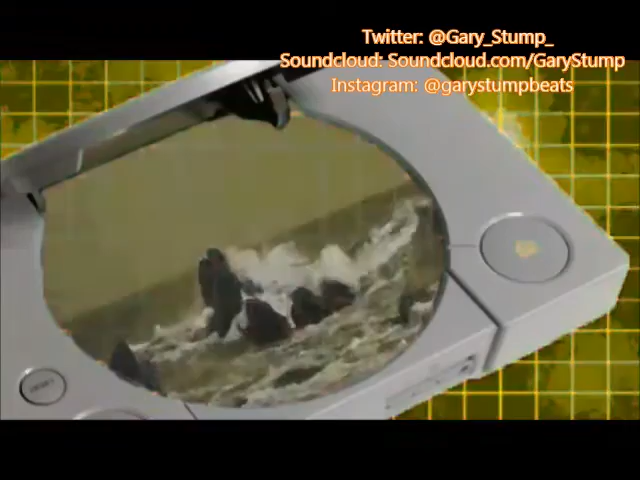 Twitter: @Gary_Stump_
Soundcloud: Soundcloud.com/GaryStump
Instagram: @garystumpbeats